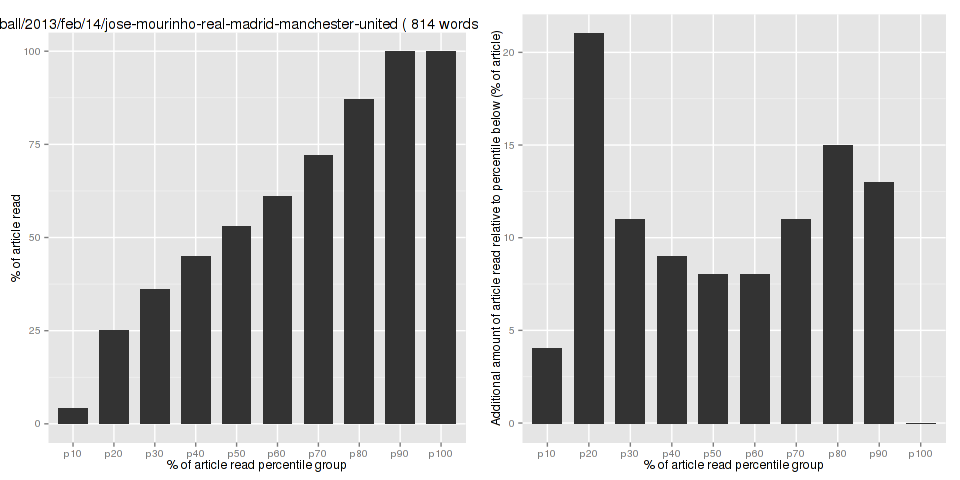 ball/2013/feb/14/jose-mourinho-real-madrid-manchester-united ( 814 words
100
75
50
25
0
% of article read
p10 p20 p30 p40 p50 p60 p70 p80 p90 p100
% of article read percentile group
20
15
10
5
0
Additional amount of article read relative to percentile below (% of article)
p10 p20 p30 p40 p50 p60 p70 p80 p90 p100
% of article read percentile group